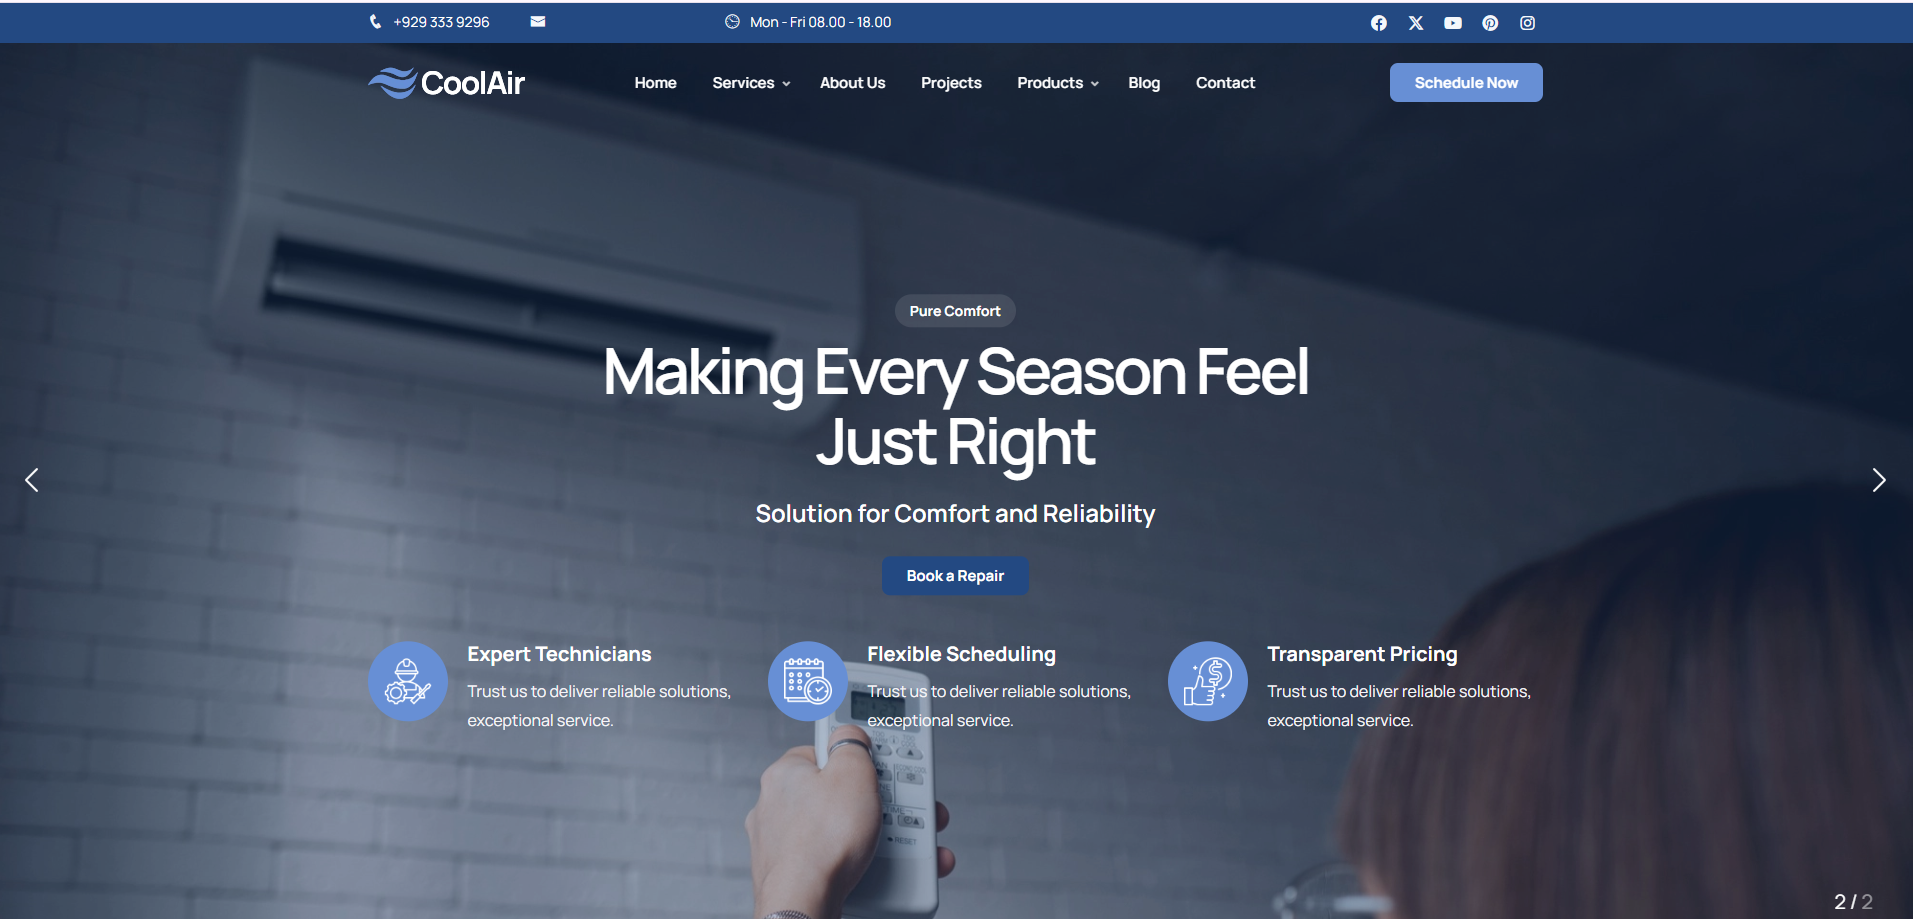 +929 333 9296
Mon - Fri 08.00 - 18.00
CoolAir
Home
Services
About Us
Projects
Products
Blog
Contact
Schedule Now
Pure Comfort
Making Every Season Feel
Just Right
Solution for Comfort and Reliability
Book a Repair
Expert Technicians
Trust us to deliver reliable solutions,
exceptional service.
Flexible Scheduling
Trust us to deliver reliable solutions,
exceptional service.
Transparent Pricing
Trust us to deliver reliable solutions,
exceptional service.
RESET
2 / 2